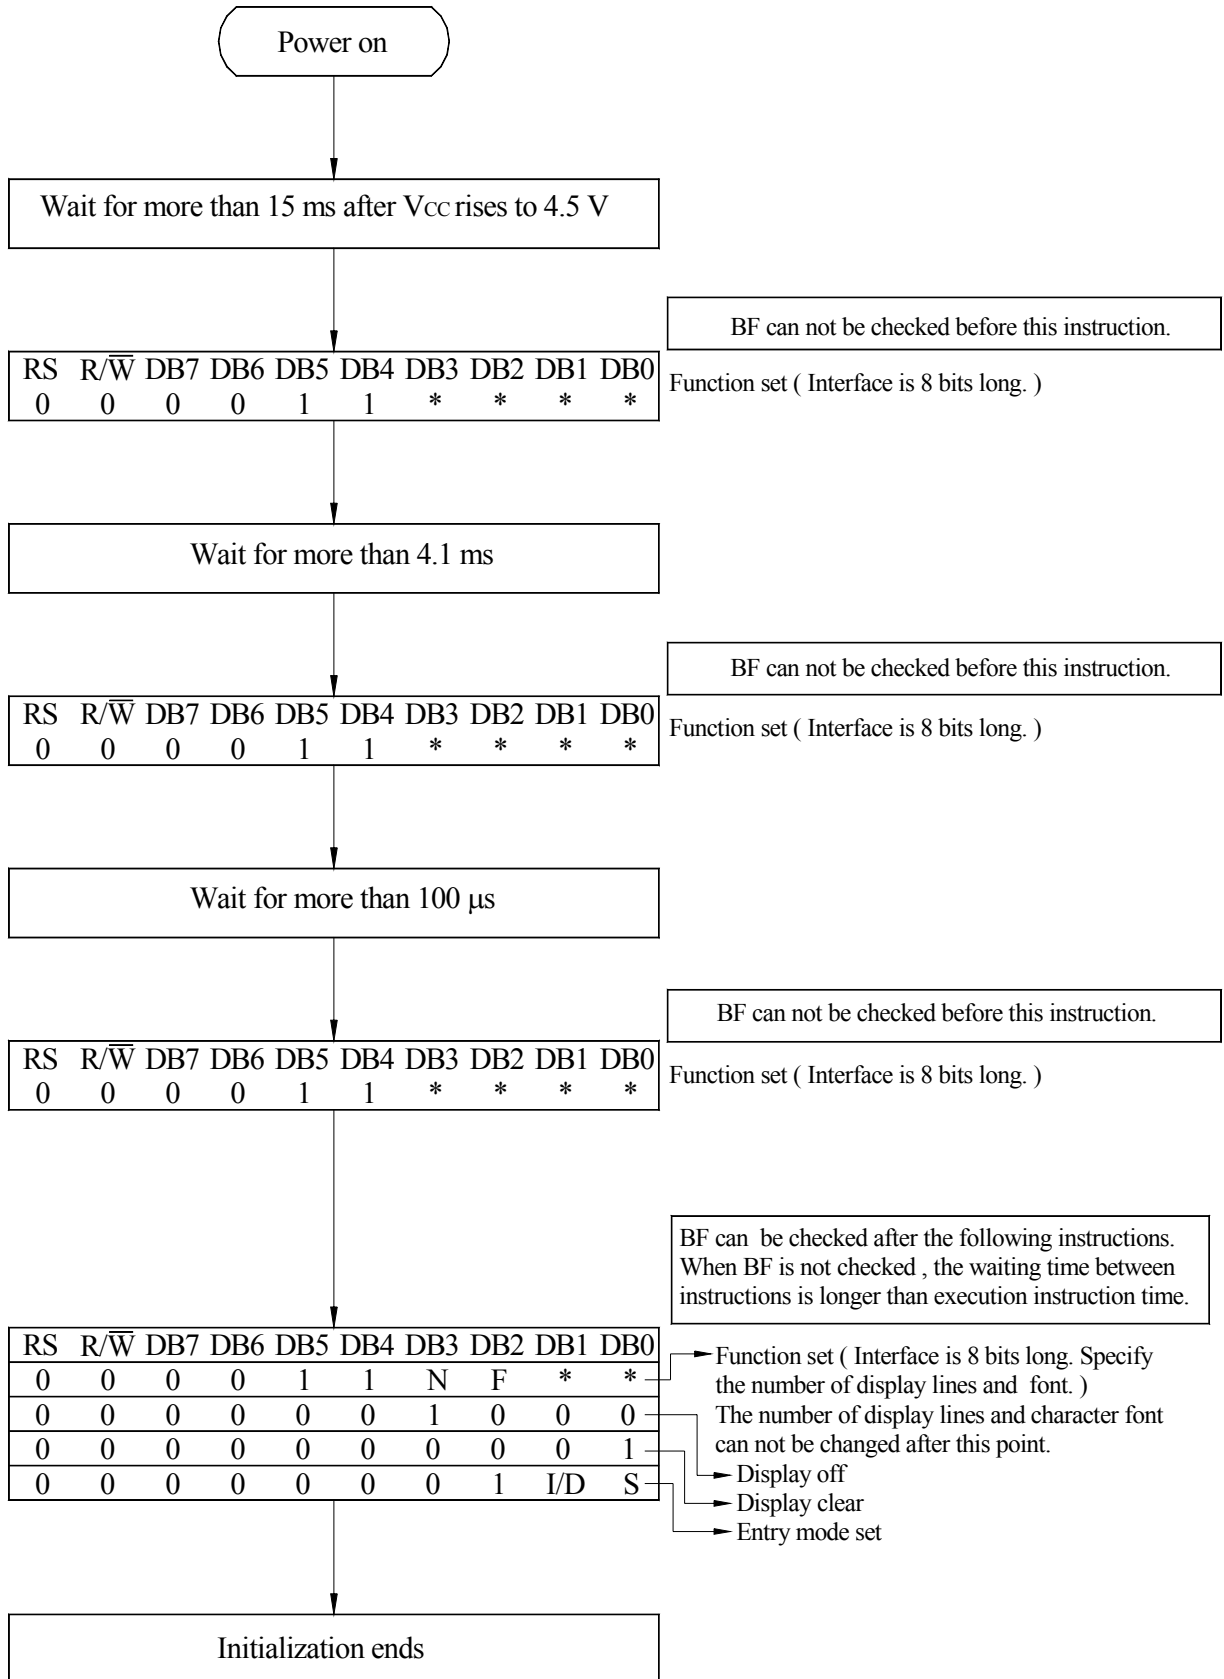 Power on
Wait for more than 15 ms after VCC rises to 4.5 V
BF can not be checked before this instruction.
RS R/W̅ DB7 DB6 DB5 DB4 DB3 DB2 DB1 DB0
0 0 0 0 1 1 * * * *
Function set ( Interface is 8 bits long. )
Wait for more than 4.1 ms
BF can not be checked before this instruction.
RS R/W̅ DB7 DB6 DB5 DB4 DB3 DB2 DB1 DB0
0 0 0 0 1 1 * * * *
Function set ( Interface is 8 bits long. )
Wait for more than 100 μs
BF can not be checked before this instruction.
RS R/W̅ DB7 DB6 DB5 DB4 DB3 DB2 DB1 DB0
0 0 0 0 1 1 * * * *
Function set ( Interface is 8 bits long. )
BF can be checked after the following instructions.
When BF is not checked , the waiting time between
instructions is longer than execution instruction time.
RS R/W̅ DB7 DB6 DB5 DB4 DB3 DB2 DB1 DB0
0 0 0 0 1 1 N F * *
0 0 0 0 0 0 1 0 0 0
0 0 0 0 0 0 0 0 0 1
0 0 0 0 0 0 0 1 I/D S
Function set ( Interface is 8 bits long. Specify
the number of display lines and font. )
The number of display lines and character font
can not be changed after this point.
Display off
Display clear
Entry mode set
Initialization ends